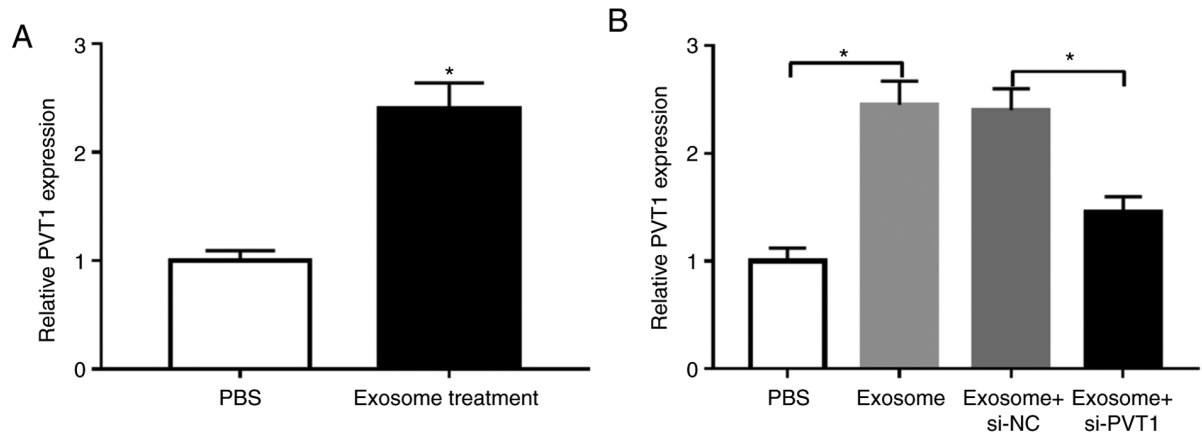 A
Relative PVT1 expression
3
2
1
0
*
PBS
Exosome treatment
B
Relative PVT1 expression
3
2
1
0
*
*
PBS
Exosome
Exosome+
si-NC
Exosome+
si-PVT1